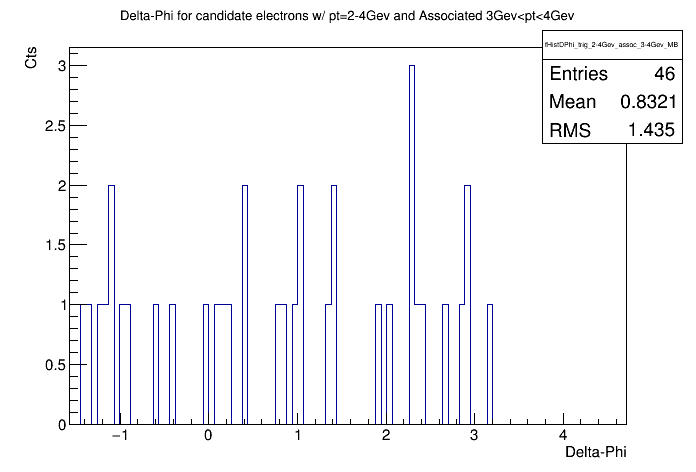 Delta-Phi for candidate electrons w/ pt=2-4Gev and Associated 3Gev<pt<4Gev
fHistDPhi_trig_2-4Gev_assoc_3-4Gev_MB
Entries 46
Mean 0.8321
RMS 1.435
Cts
3
2.5
2
1.5
1
0.5
0
−1 0 1 2 3 4
Delta-Phi